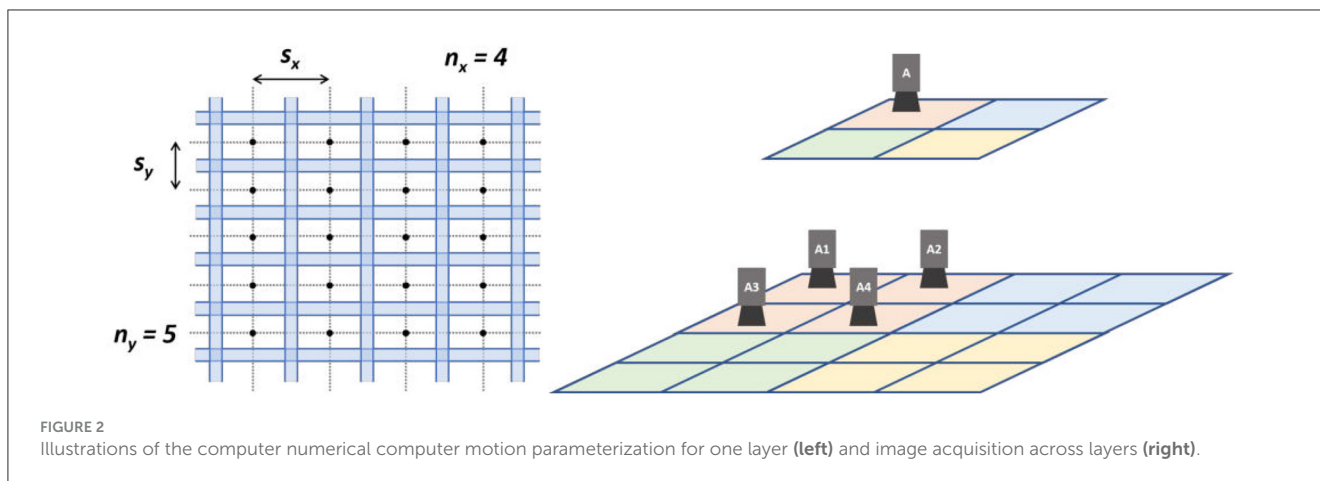 s_x
n_x = 4
s_y
n_y = 5
A
A1
A2
A3
A4
FIGURE 2
Illustrations of the computer numerical computer motion parameterization for one layer (left) and image acquisition across layers (right).